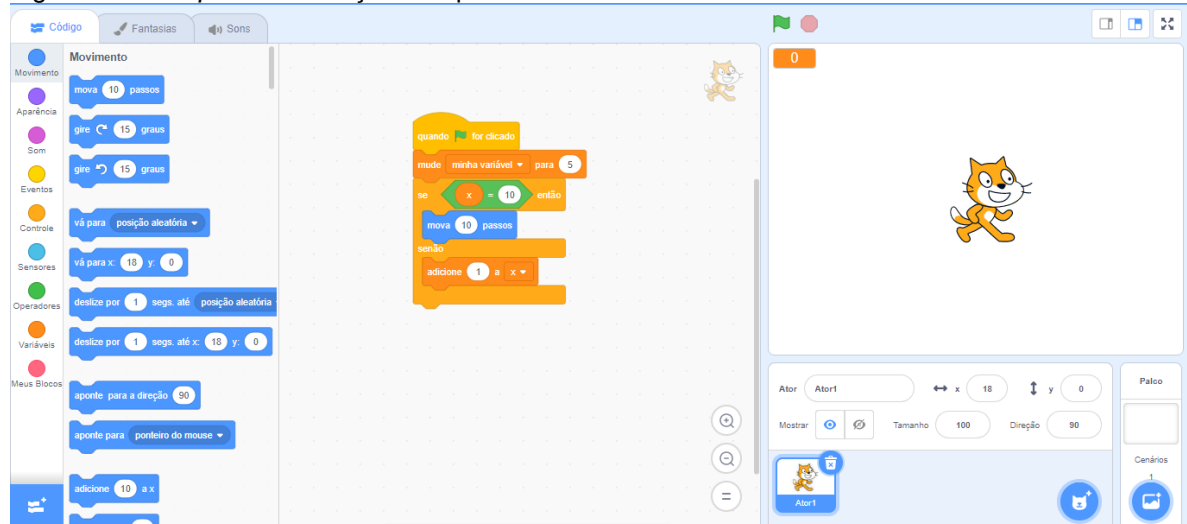 Código
Fantasias
Sons
Movimento
Aparência
Som
Eventos
Controle
Sensores
Operadores
Variáveis
Meus Blocos
Movimento
mova 10 passos
gire 15 graus
gire 15 graus
vá para posição aleatória
vá para x: 18 y: 0
deslize por 1 segs. até posição aleatória
deslize por 1 segs. até x: 18 y: 0
aponte para a direção 90
aponte para ponteiro do mouse
adicione 10 a x
quando for clicado
mude minha variável para 5
se x = 10 então
mova 10 passos
senão
adicione 1 a x
0
Ator Ator1 x 18 y 0
Mostrar Tamanho 100 Direção 90
Ator1
Palco
Cenários
1